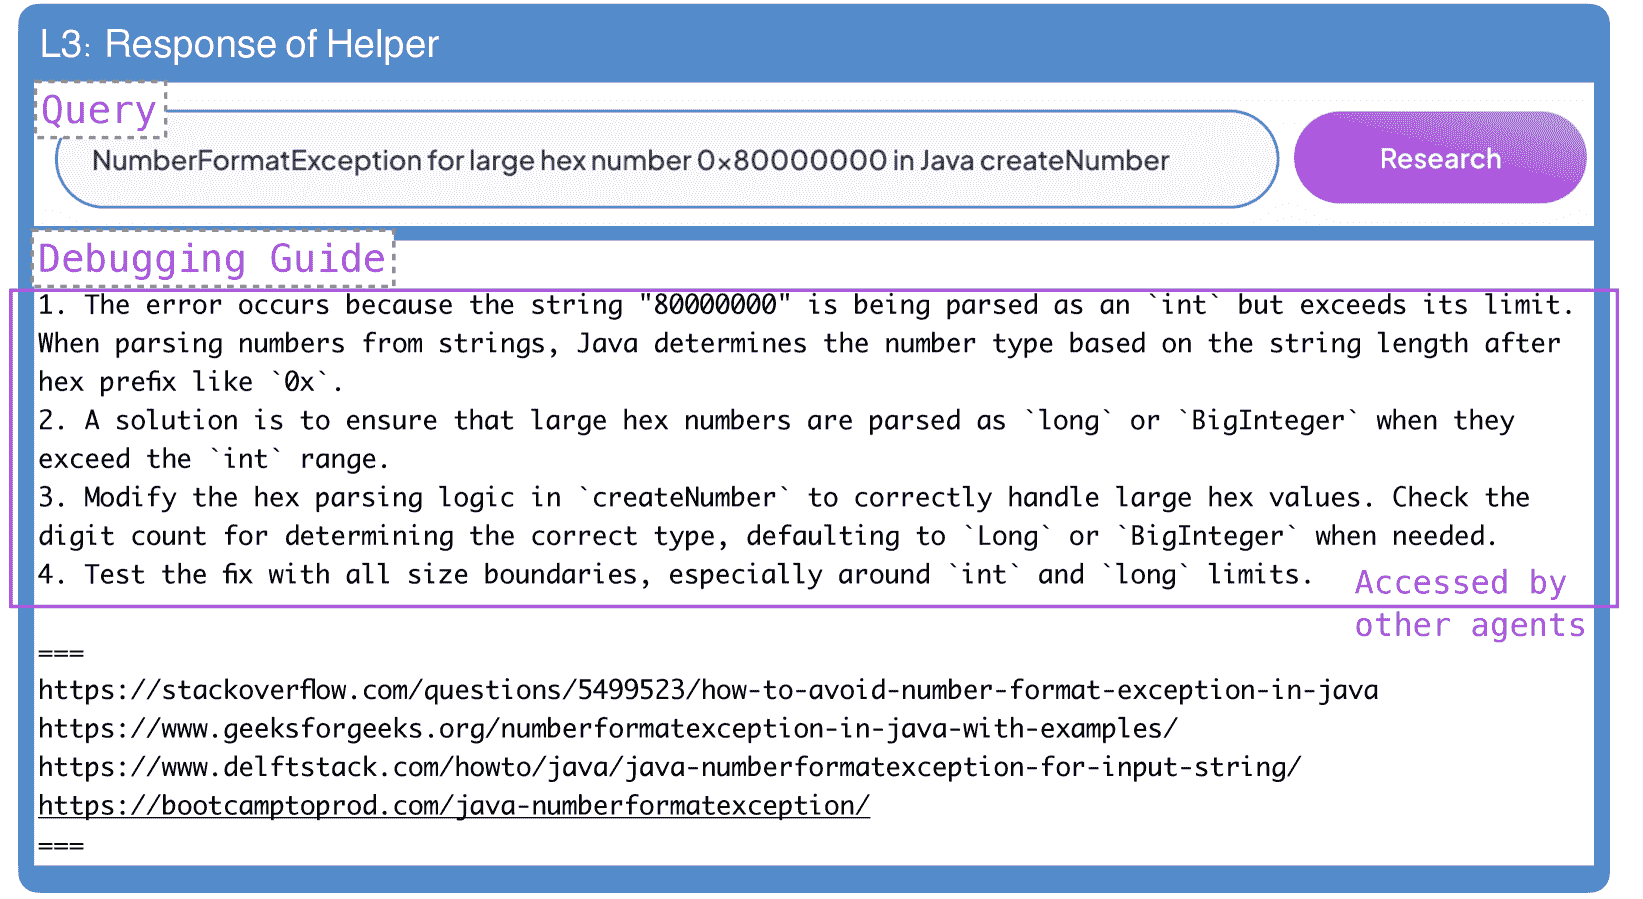 L3: Response of Helper
Query
NumberFormatException for large hex number 0×80000000 in Java createNumber
Research
Debugging Guide
1. The error occurs because the string "80000000" is being parsed as an `int` but exceeds its limit.
When parsing numbers from strings, Java determines the number type based on the string length after
hex prefix like `0x`.
2. A solution is to ensure that large hex numbers are parsed as `long` or `BigInteger` when they
exceed the `int` range.
3. Modify the hex parsing logic in `createNumber` to correctly handle large hex values. Check the
digit count for determining the correct type, defaulting to `Long` or `BigInteger` when needed.
4. Test the fix with all size boundaries, especially around `int` and `long` limits.
Accessed by
other agents
===
https://stackoverflow.com/questions/5499523/how-to-avoid-number-format-exception-in-java
https://www.geeksforgeeks.org/numberformatexception-in-java-with-examples/
https://www.delftstack.com/howto/java/java-numberformatexception-for-input-string/
https://bootcamptoprod.com/java-numberformatexception/
===